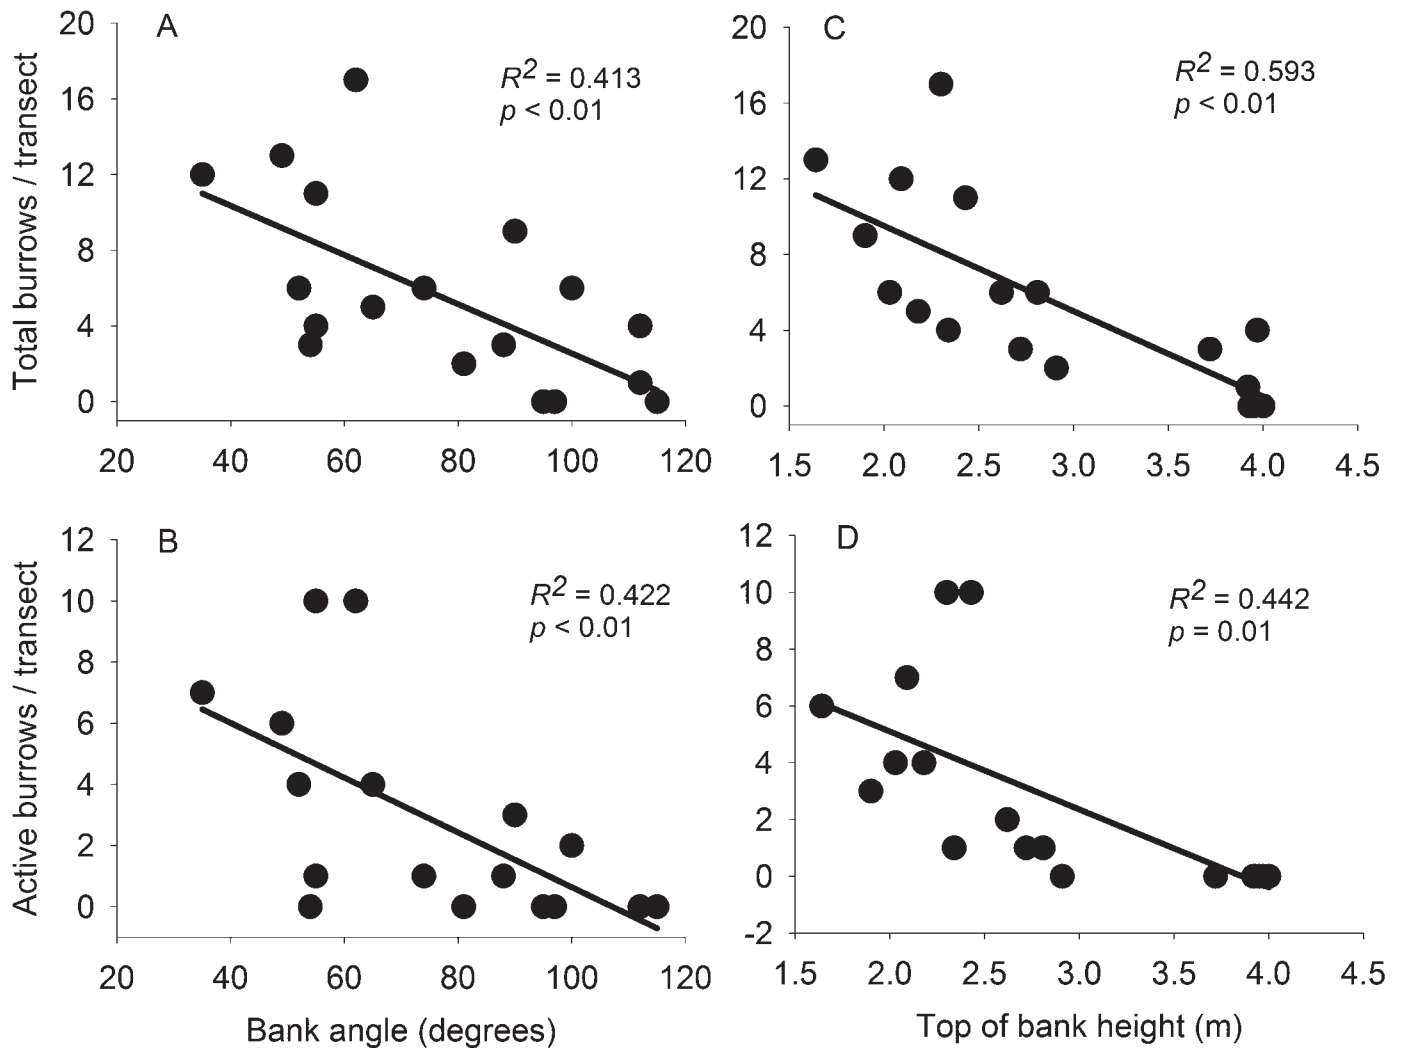 A
R2 = 0.413
p < 0.01
Total burrows / transect
20
16
12
8
4
0
20 40 60 80 100 120
C
R2 = 0.593
p < 0.01
20
16
12
8
4
0
1.5 2.0 2.5 3.0 3.5 4.0 4.5
B
R2 = 0.422
p < 0.01
Active burrows / transect
12
10
8
6
4
2
0
20 40 60 80 100 120
Bank angle (degrees)
D
R2 = 0.442
p = 0.01
12
10
8
6
4
2
0
-2
1.5 2.0 2.5 3.0 3.5 4.0 4.5
Top of bank height (m)